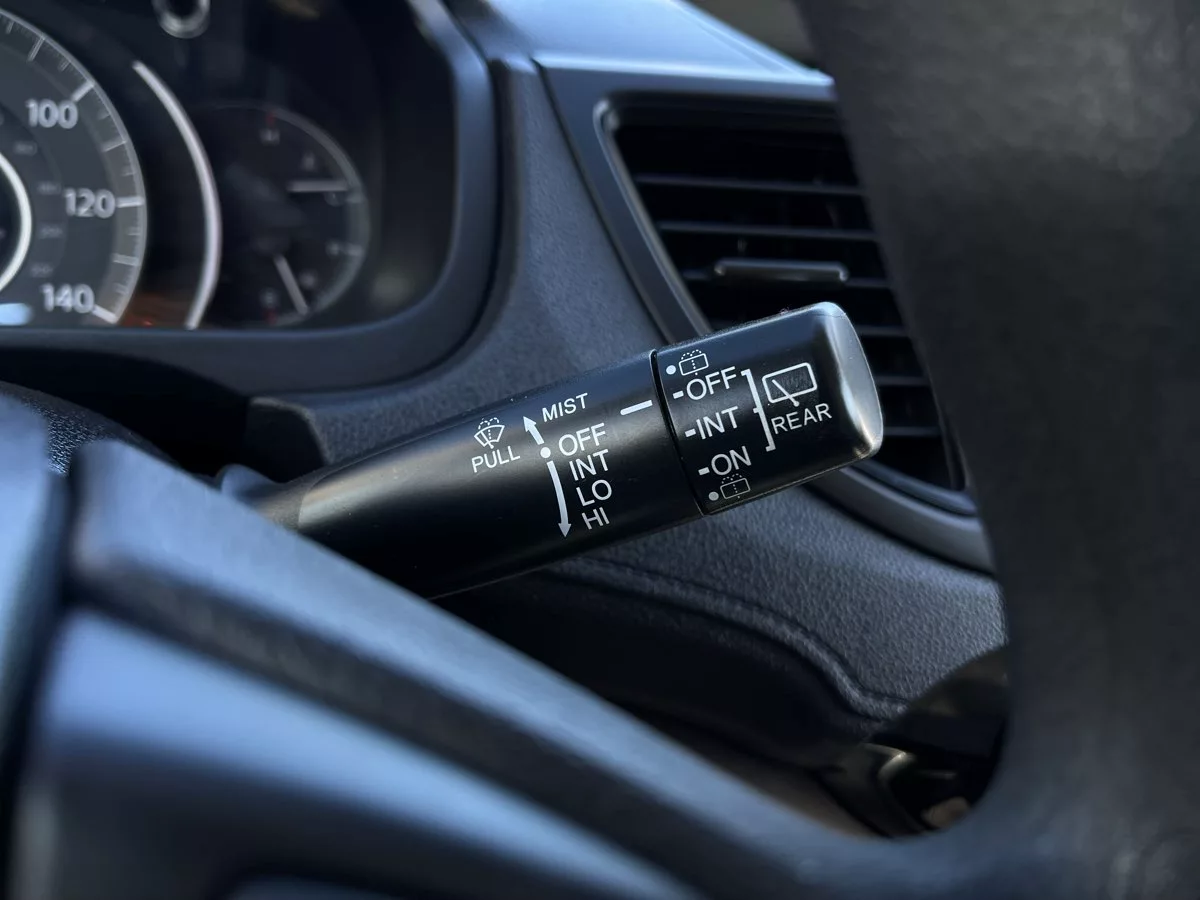 100
120
140
MIST
PULL
OFF
INT
LO
HI
OFF
INT
ON
REAR